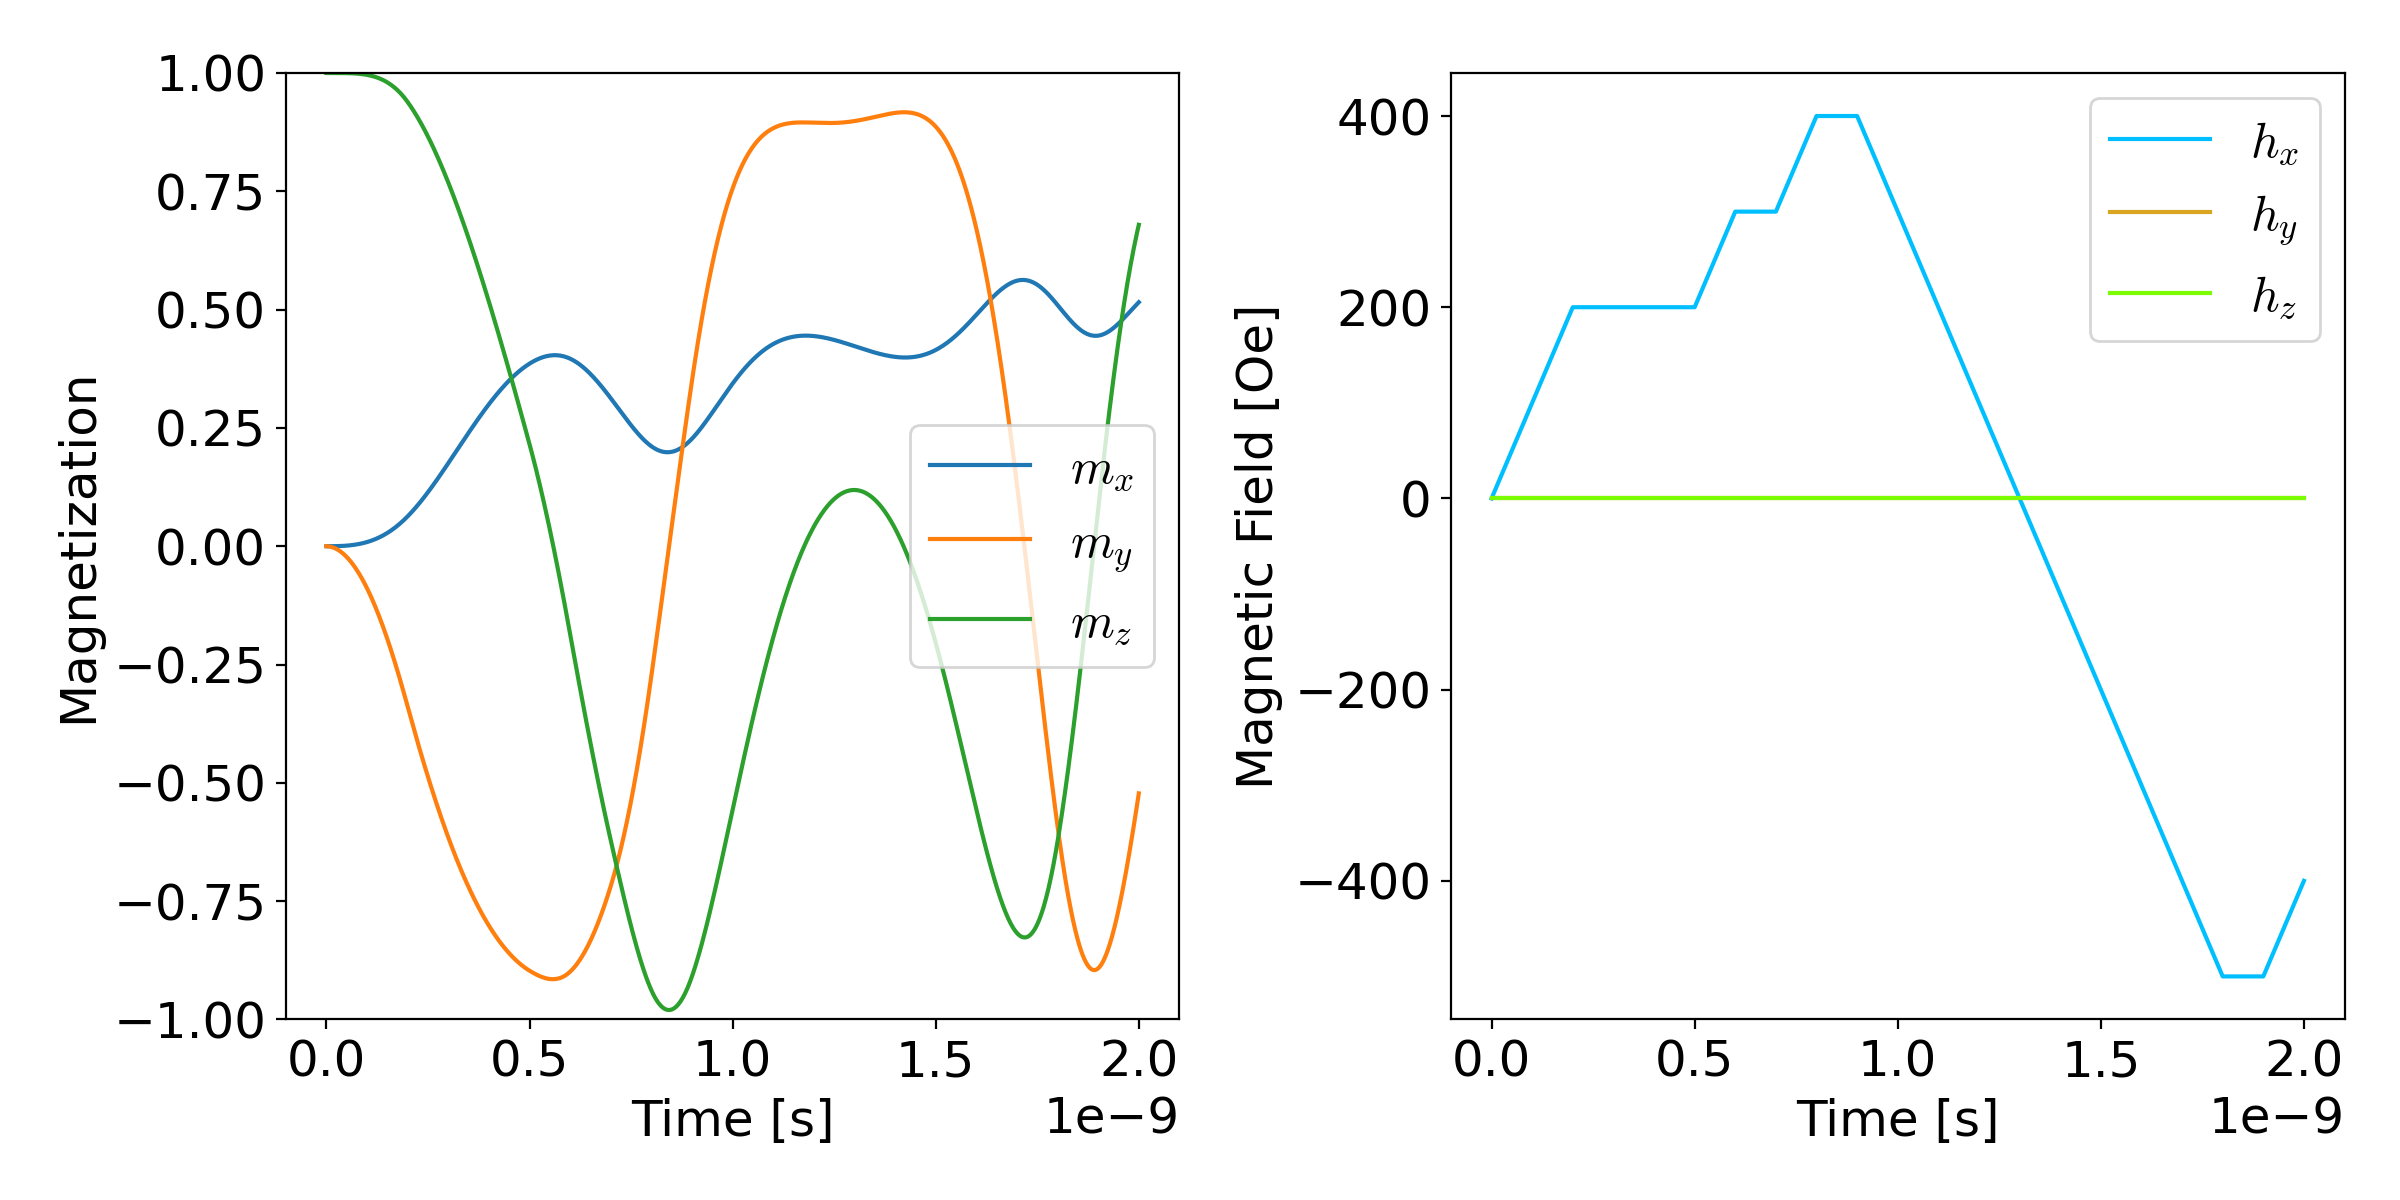 1.00
0.75
0.50
0.25
0.00
−0.25
−0.50
−0.75
−1.00
Magnetization
0.0 0.5 1.0 1.5 2.0
Time [s]
1e−9
m_x
m_y
m_z
400
200
0
−200
−400
Magnetic Field [Oe]
0.0 0.5 1.0 1.5 2.0
Time [s]
1e−9
h_x
h_y
h_z